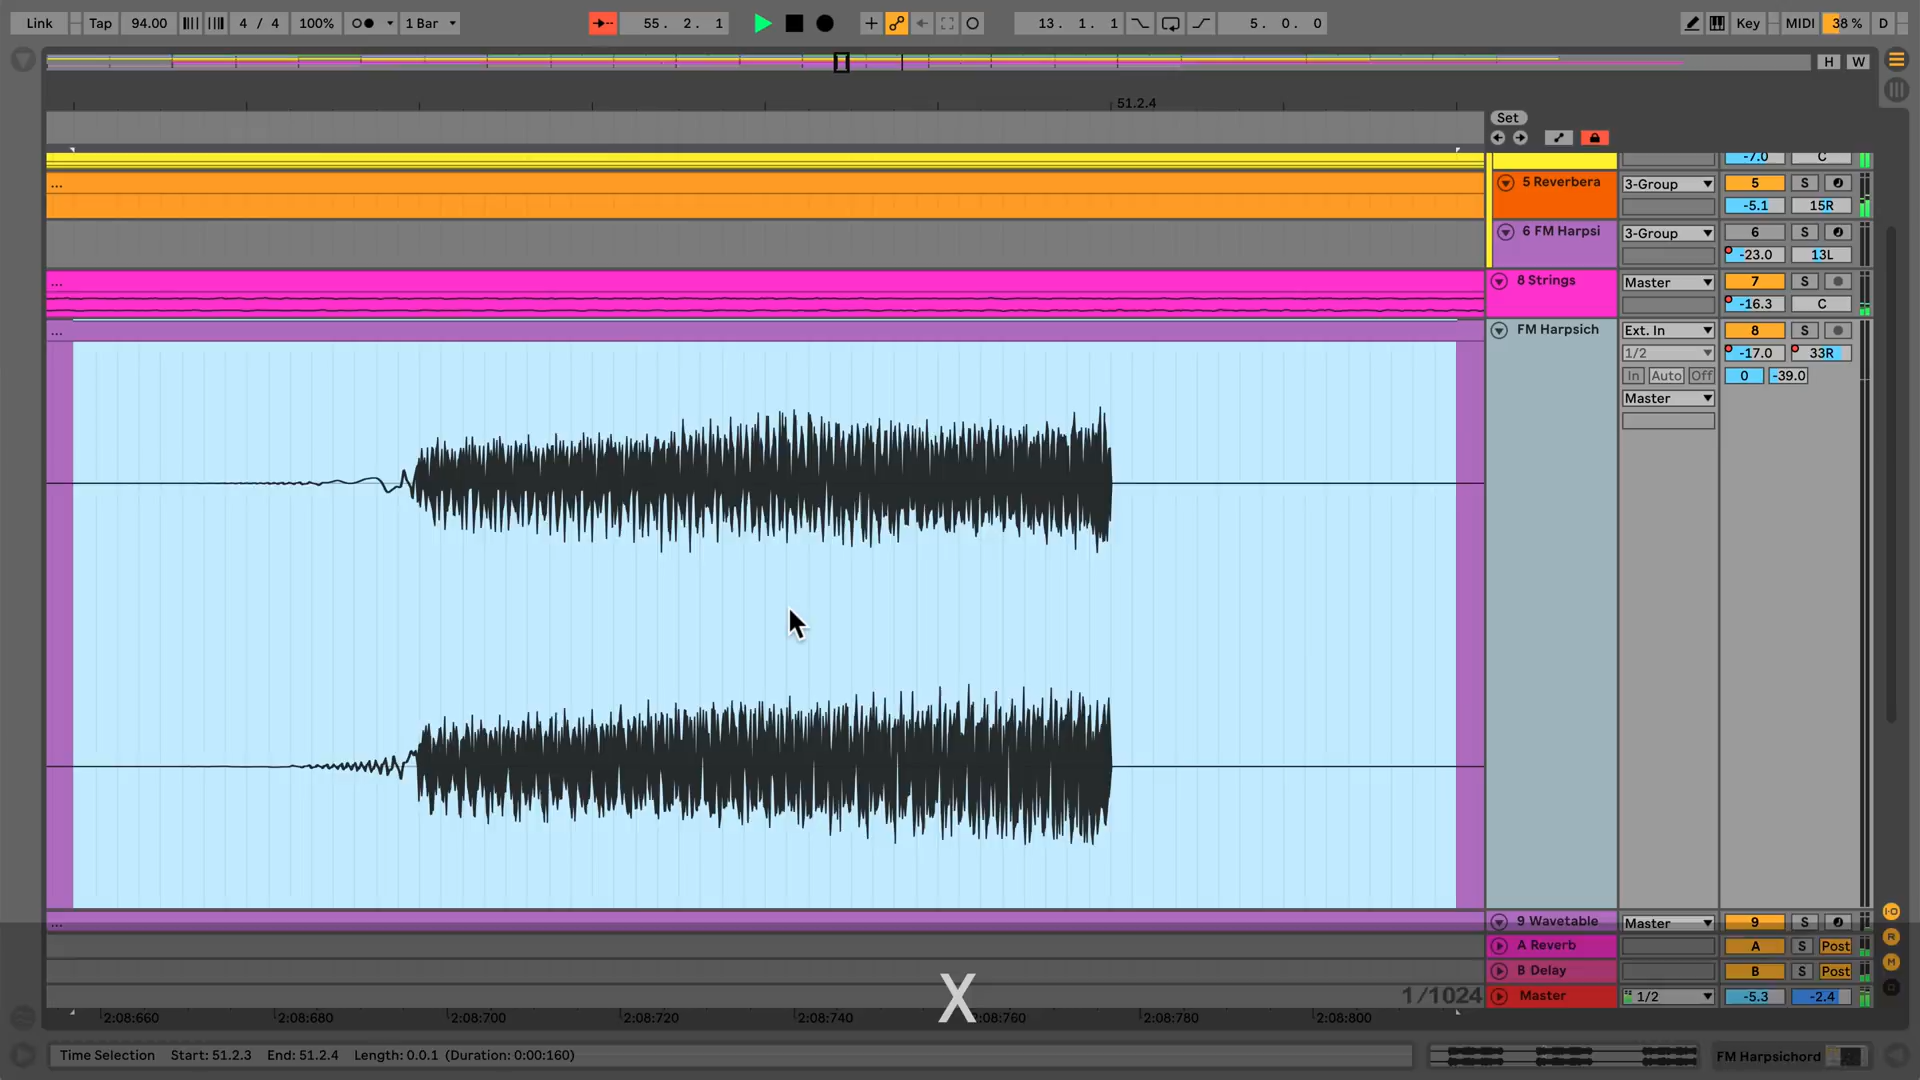 Link Tap 94.00 4 / 4 100% 1 Bar 55. 2. 1 13. 1. 1 5. 0. 0 Key MIDI 38 % D
H W
51.2.4
Set
-7.0 C
... 5 Reverbera 3-Group 5 S
-5.1 15R
6 FM Harpsi 3-Group 6 S
-23.0 13L
... 8 Strings Master 7 S
-16.3 C
... FM Harpsich Ext. In 8 S
1/2 -17.0 33R
In Auto Off 0 -39.0
Master
... 9 Wavetable Master 9 S
A Reverb A S Post
B Delay B S Post
1/1024 Master 1/2 -5.3 -2.4
X
2:08:660 2:08:680 2:08:700 2:08:720 2:08:740 2:08:760 2:08:780 2:08:800
Time Selection Start: 51.2.3 End: 51.2.4 Length: 0.0.1 (Duration: 0:00:160) FM Harpsichord
I-O
R
M
D